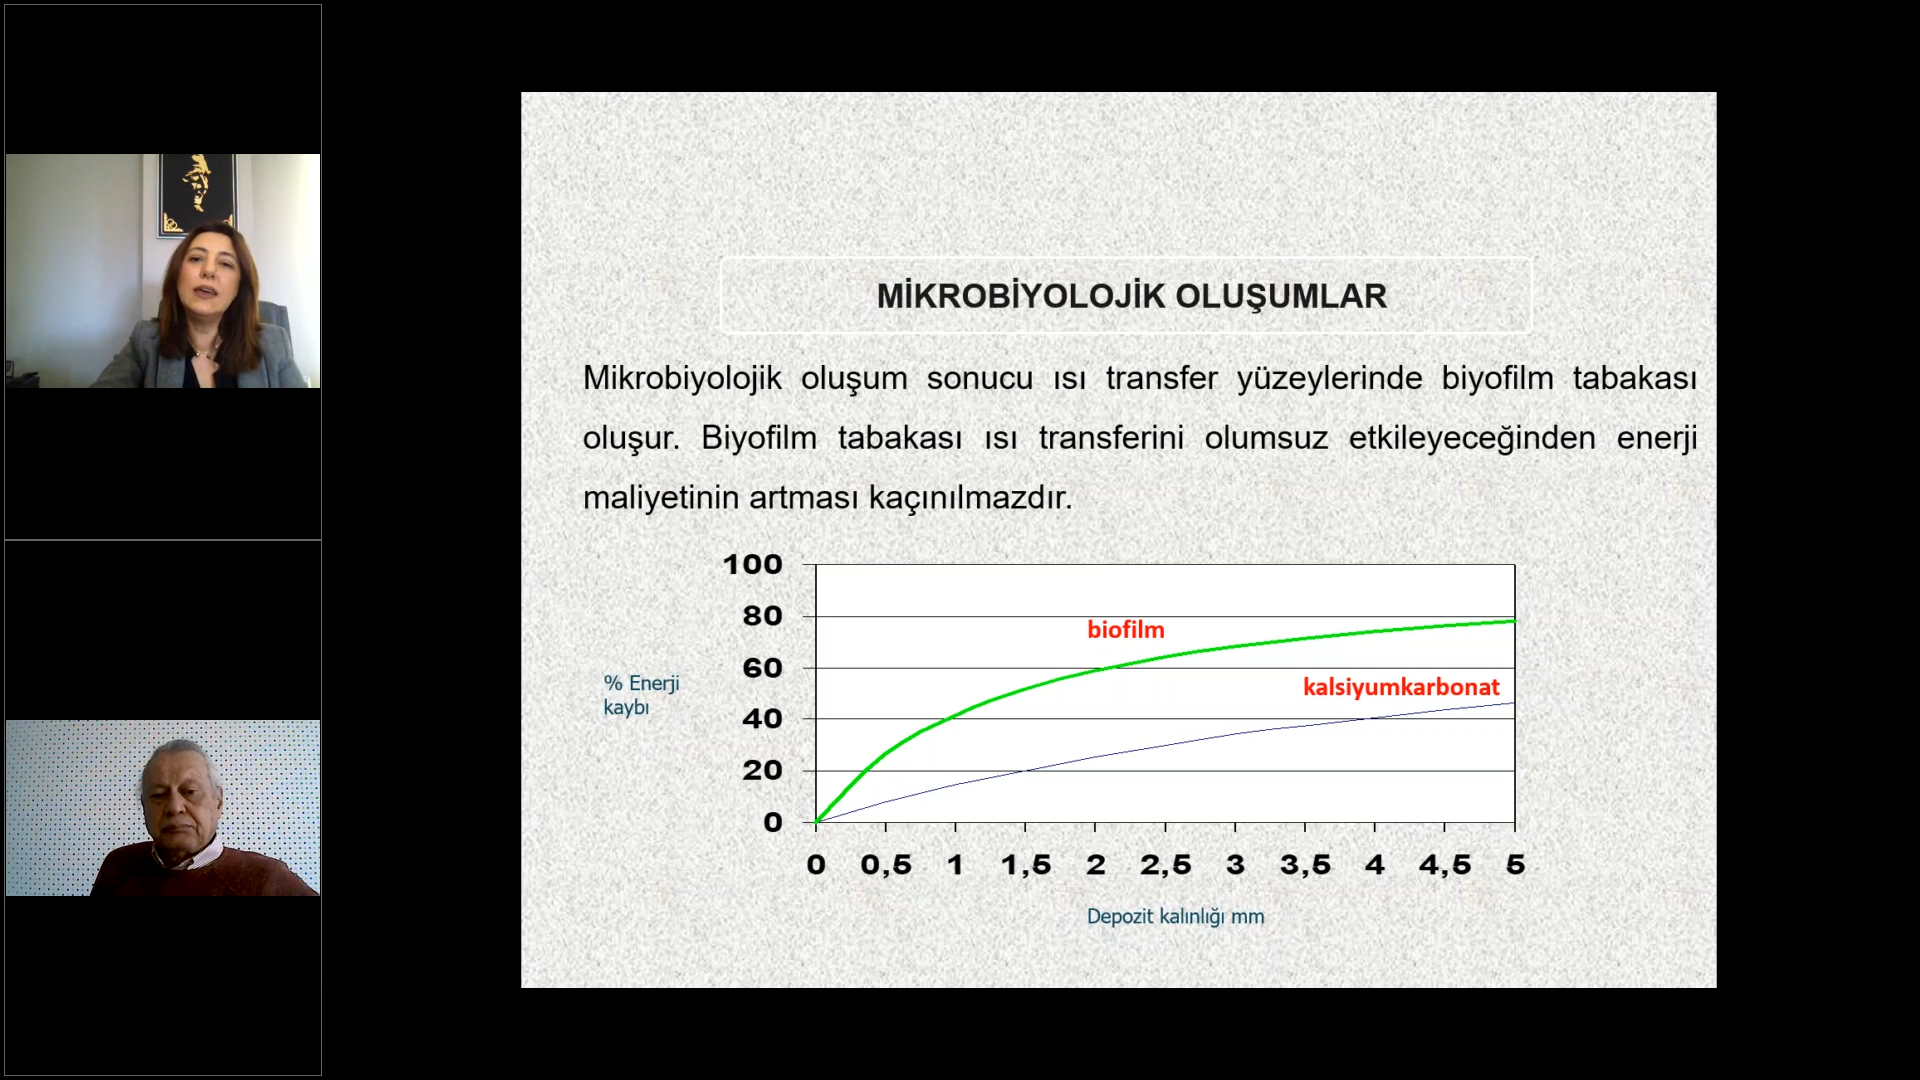 MİKROBİYOLOJİK OLUŞUMLAR
Mikrobiyolojik oluşum sonucu ısı transfer yüzeylerinde biyofilm tabakası
oluşur. Biyofilm tabakası ısı transferini olumsuz etkileyeceğinden enerji
maliyetinin artması kaçınılmazdır.
100
80
60
40
20
0
% Enerji
kaybı
biofilm
kalsiyumkarbonat
0 0,5 1 1,5 2 2,5 3 3,5 4 4,5 5
Depozit kalınlığı mm